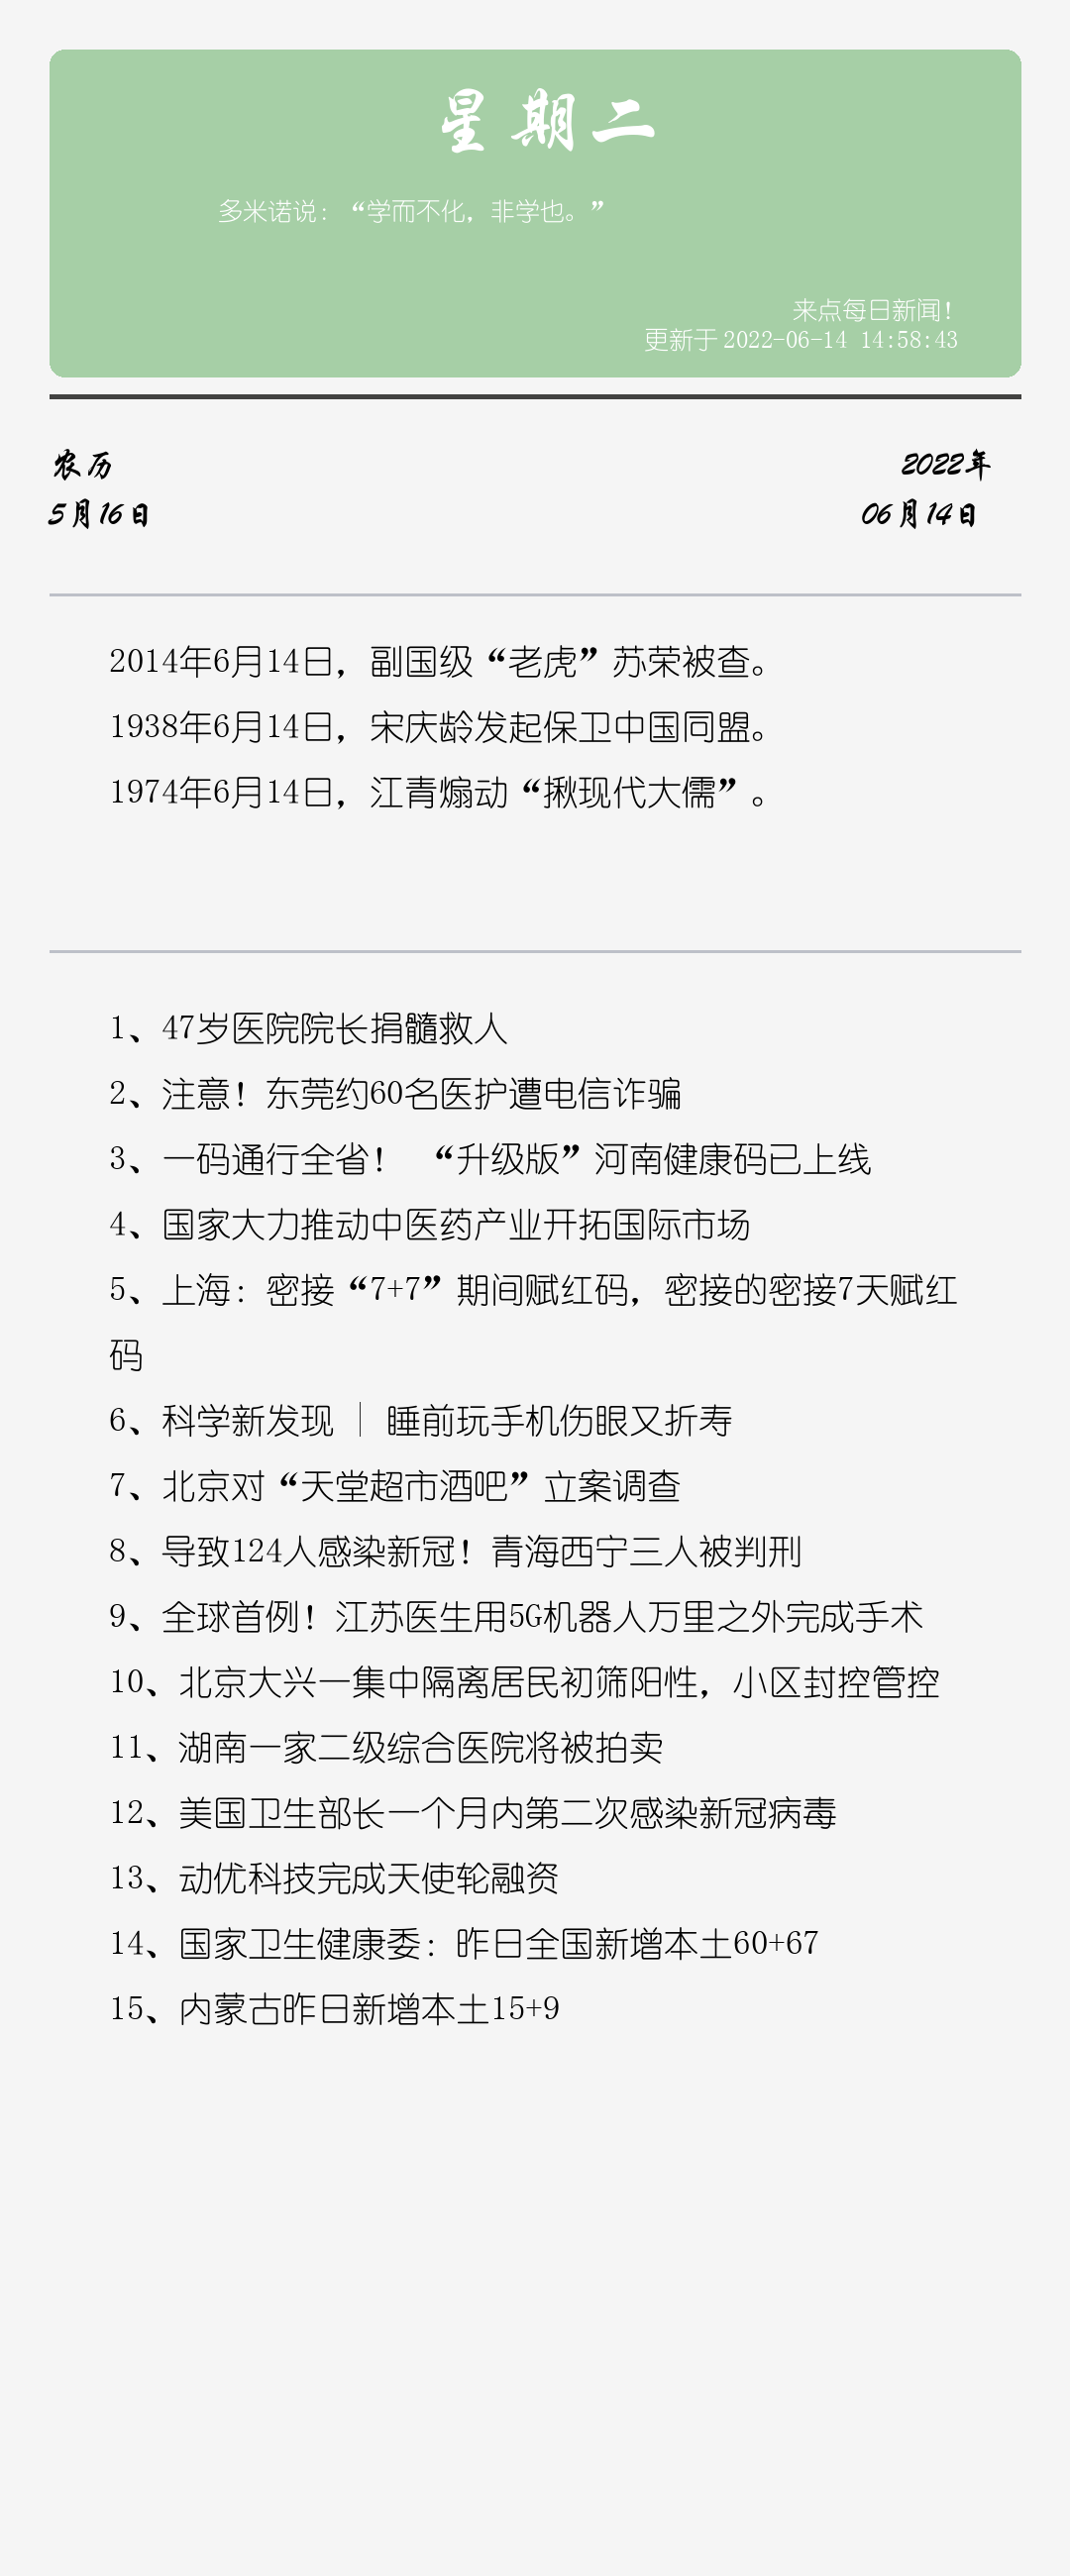 星期二
多米诺说：“学而不化，非学也。”
来点每日新闻！
更新于2022-06-14 14:58:43
农历
2022年
5月16日
06月14日
2014年6月14日，副国级“老虎”苏荣被查。
1938年6月14日，宋庆龄发起保卫中国同盟。
1974年6月14日，江青煽动“揪现代大儒”。
1、47岁医院院长捐髓救人
2、注意！东莞约60名医护遭电信诈骗
3、一码通行全省！ “升级版”河南健康码已上线
4、国家大力推动中医药产业开拓国际市场
5、上海：密接“7+7”期间赋红码，密接的密接7天赋红
码
6、科学新发现 | 睡前玩手机伤眼又折寿
7、北京对“天堂超市酒吧”立案调查
8、导致124人感染新冠！青海西宁三人被判刑
9、全球首例！江苏医生用5G机器人万里之外完成手术
10、北京大兴一集中隔离居民初筛阳性，小区封控管控
11、湖南一家二级综合医院将被拍卖
12、美国卫生部长一个月内第二次感染新冠病毒
13、动优科技完成天使轮融资
14、国家卫生健康委：昨日全国新增本土60+67
15、内蒙古昨日新增本土15+9